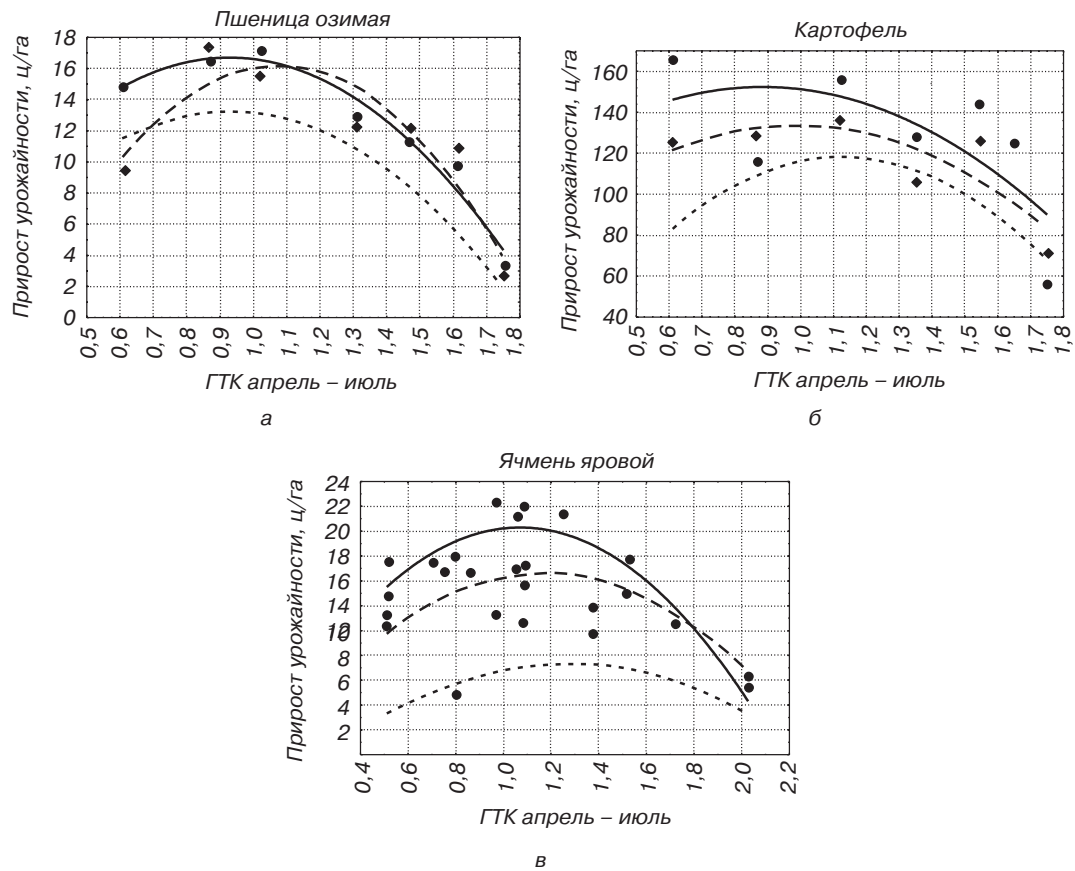 Пшеница озимая
Прирост урожайности, ц/га
18
16
14
12
10
8
6
4
2
0
0,5 0,6 0,7 0,8 0,9 1,0 1,1 1,2 1,3 1,4 1,5 1,6 1,7 1,8
ГТК апрель – июль
а
Картофель
Прирост урожайности, ц/га
160
140
120
100
80
60
40
0,5 0,6 0,7 0,8 0,9 1,0 1,1 1,2 1,3 1,4 1,5 1,6 1,7 1,8
ГТК апрель – июль
б
Ячмень яровой
Прирост урожайности, ц/га
24
22
20
18
16
14
12
10
8
6
4
2
0,4 0,6 0,8 1,0 1,2 1,4 1,6 1,8 2,0 2,2
ГТК апрель – июль
в